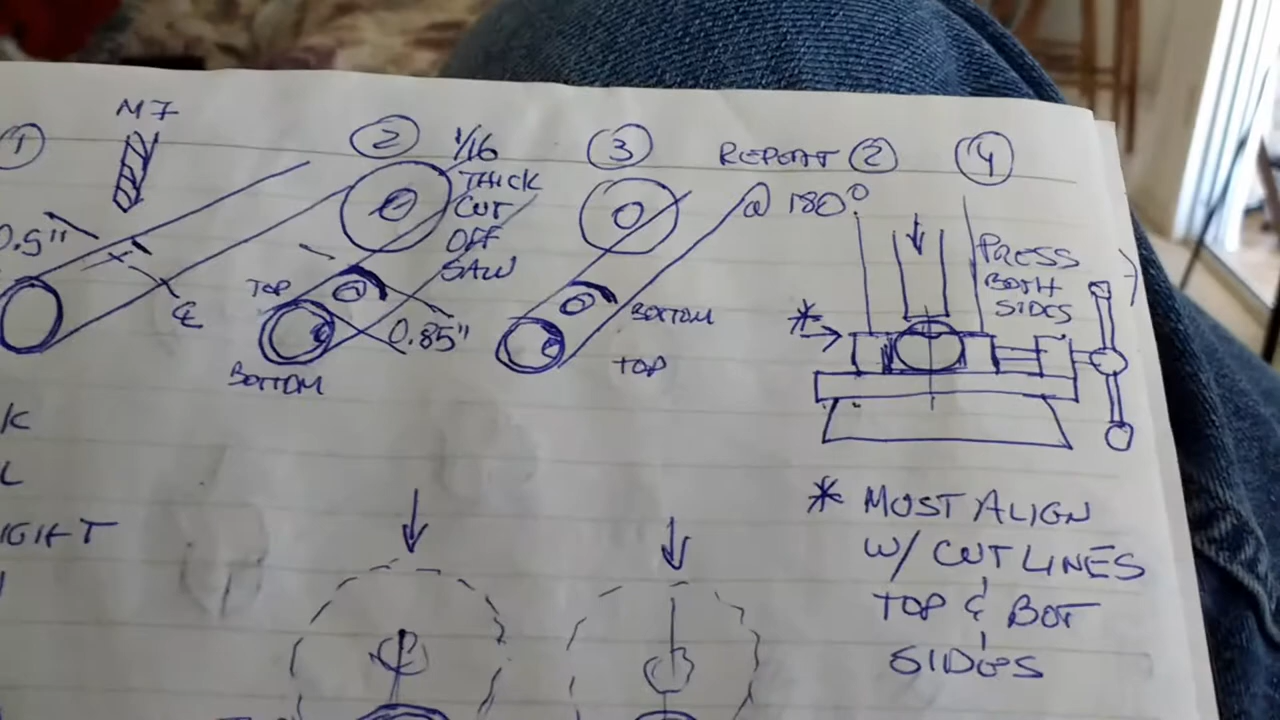 M7
①
②
1/16
THICK
CUT
OFF
SAW
③
REPEAT ②
@ 180°
④
0.5"
℄
TOP
BOTTOM
0.85"
BOTTOM
TOP
PRESS
BOTH
SIDES
*
* MUST ALIGN
W/ CUT LINES
TOP & BOT
SIDES
K
L
IGHT